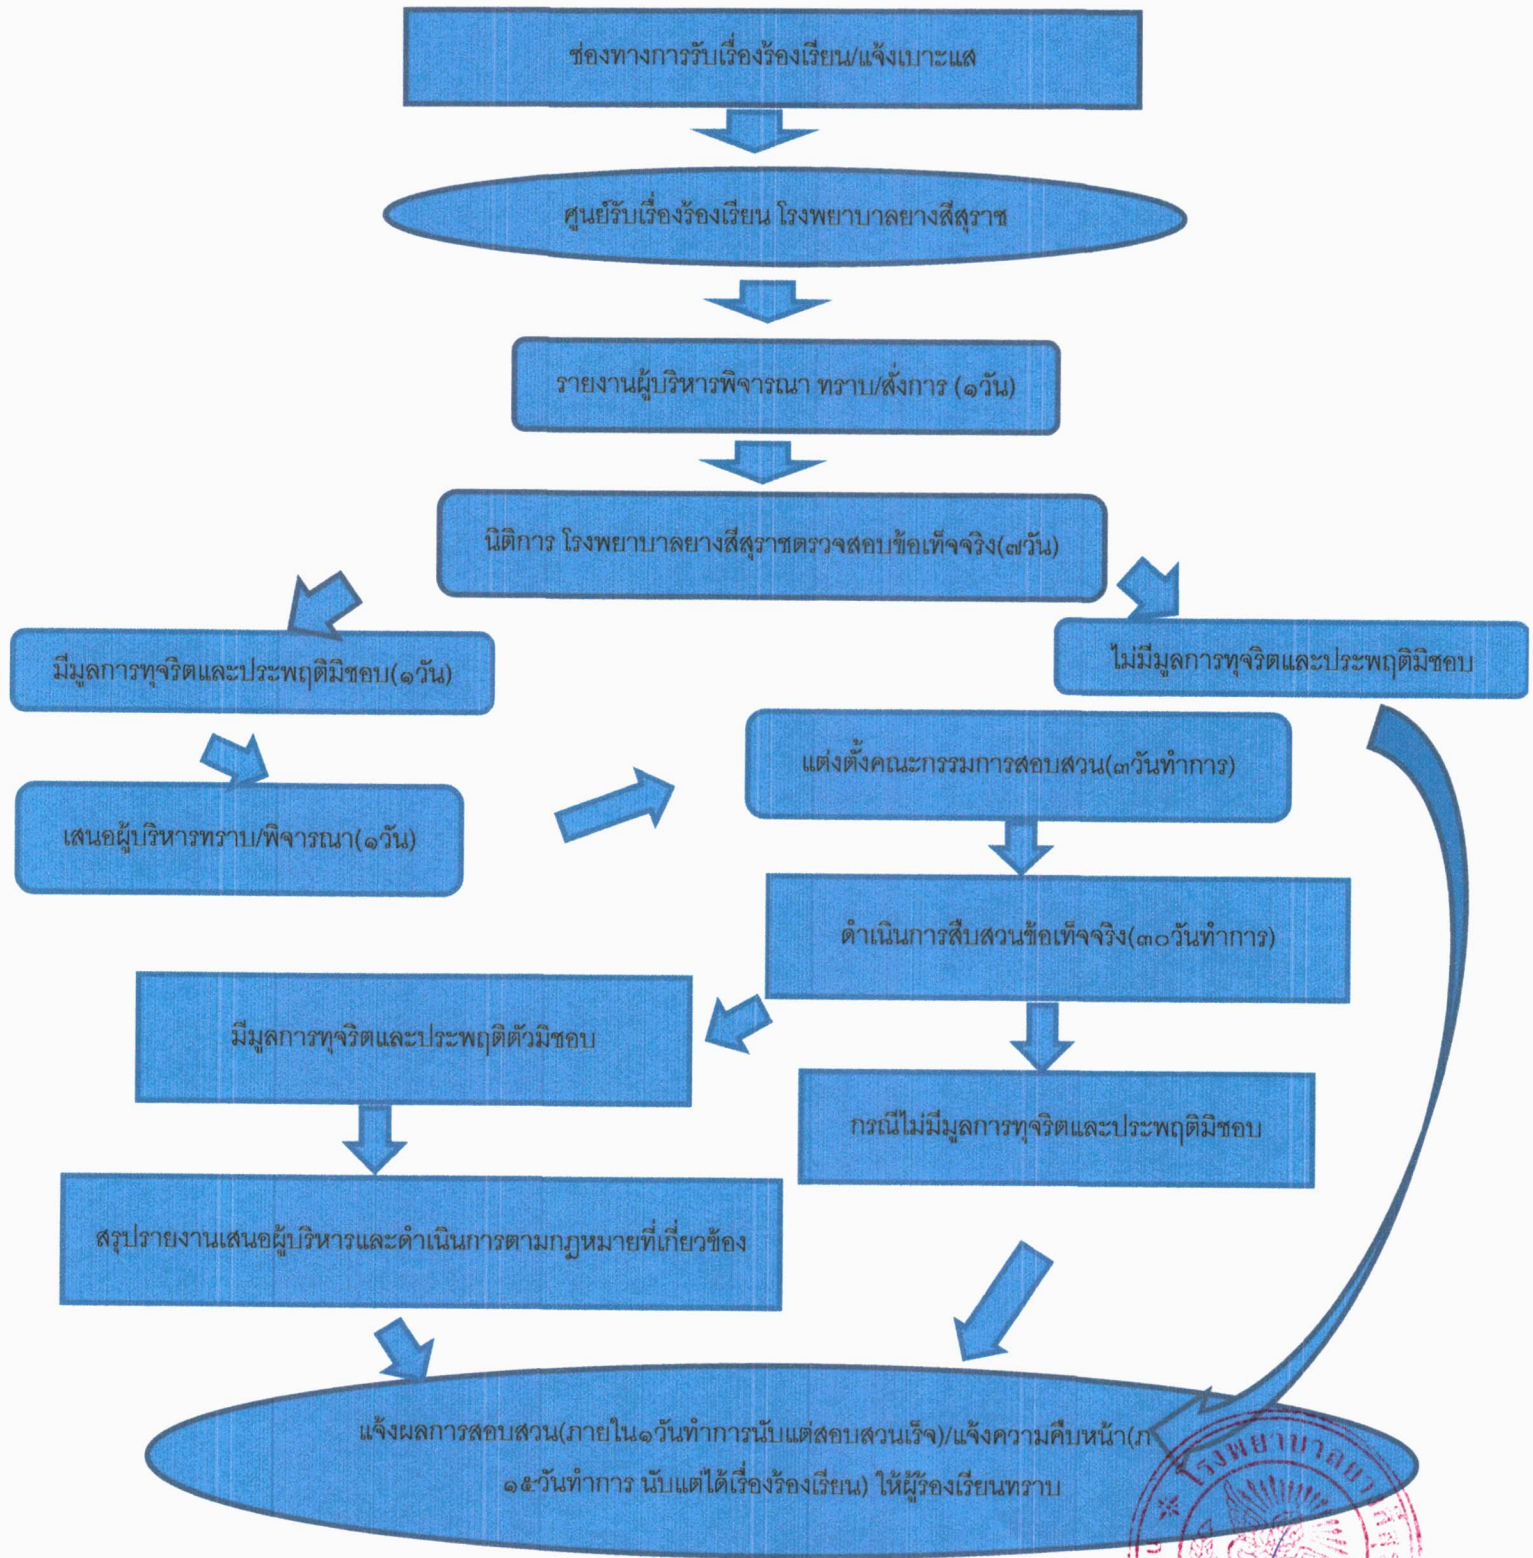 ช่องทางการรับเรื่องร้องเรียน/แจ้งเบาะแส
ศูนย์รับเรื่องร้องเรียน โรงพยาบาลยางสีสุราช
รายงานผู้บริหารพิจารณา ทราบ/สั่งการ (๑วัน)
นิติการ โรงพยาบาลยางสีสุราชตรวจสอบข้อเท็จจริง(๗วัน)
มีมูลการทุจริตและประพฤติมิชอบ(๑วัน)
ไม่มีมูลการทุจริตและประพฤติมิชอบ
เสนอผู้บริหารทราบ/พิจารณา(๑วัน)
แต่งตั้งคณะกรรมการสอบสวน(๓วันทำการ)
ดำเนินการสืบสวนข้อเท็จจริง(๓๐วันทำการ)
มีมูลการทุจริตและประพฤติตัวมิชอบ
กรณีไม่มีมูลการทุจริตและประพฤติมิชอบ
สรุปรายงานเสนอผู้บริหารและดำเนินการตามกฎหมายที่เกี่ยวข้อง
แจ้งผลการสอบสวน(ภายใน๑วันทำการนับแต่สอบสวนเร็จ)/แจ้งความคืบหน้า(ภ
๑๕วันทำการ นับแต่ได้เรื่องร้องเรียน) ให้ผู้ร้องเรียนทราบ
โรงพยาบาลยา